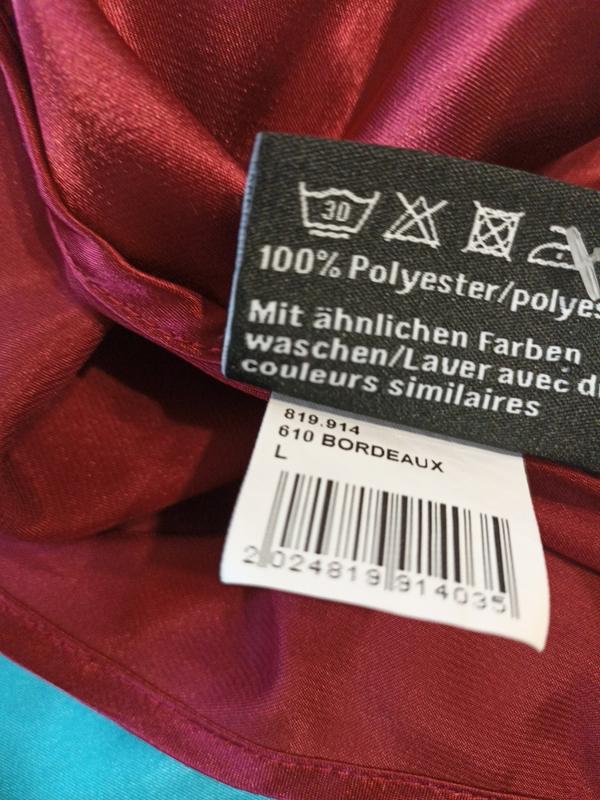 30
100% Polyester/polyes
Mit ähnlichen Farben
waschen/Laver avec d
couleurs similaires
819.914
610 BORDEAUX
L
2 024819 914035